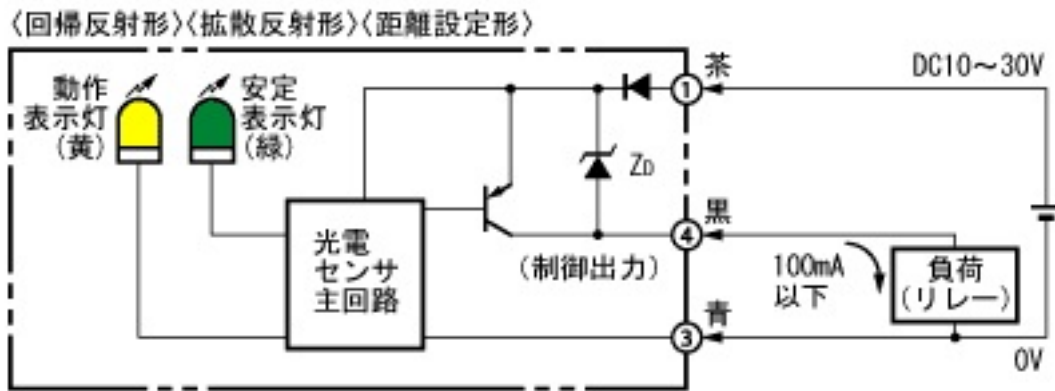 〈回帰反射形〉〈拡散反射形〉〈距離設定形〉
動作
表示灯
(黄)
安定
表示灯
(緑)
茶
①
DC10～30V
ZD
光電
センサ
主回路
(制御出力)
黒
④
100mA
以下
負荷
(リレー)
青
③
0V